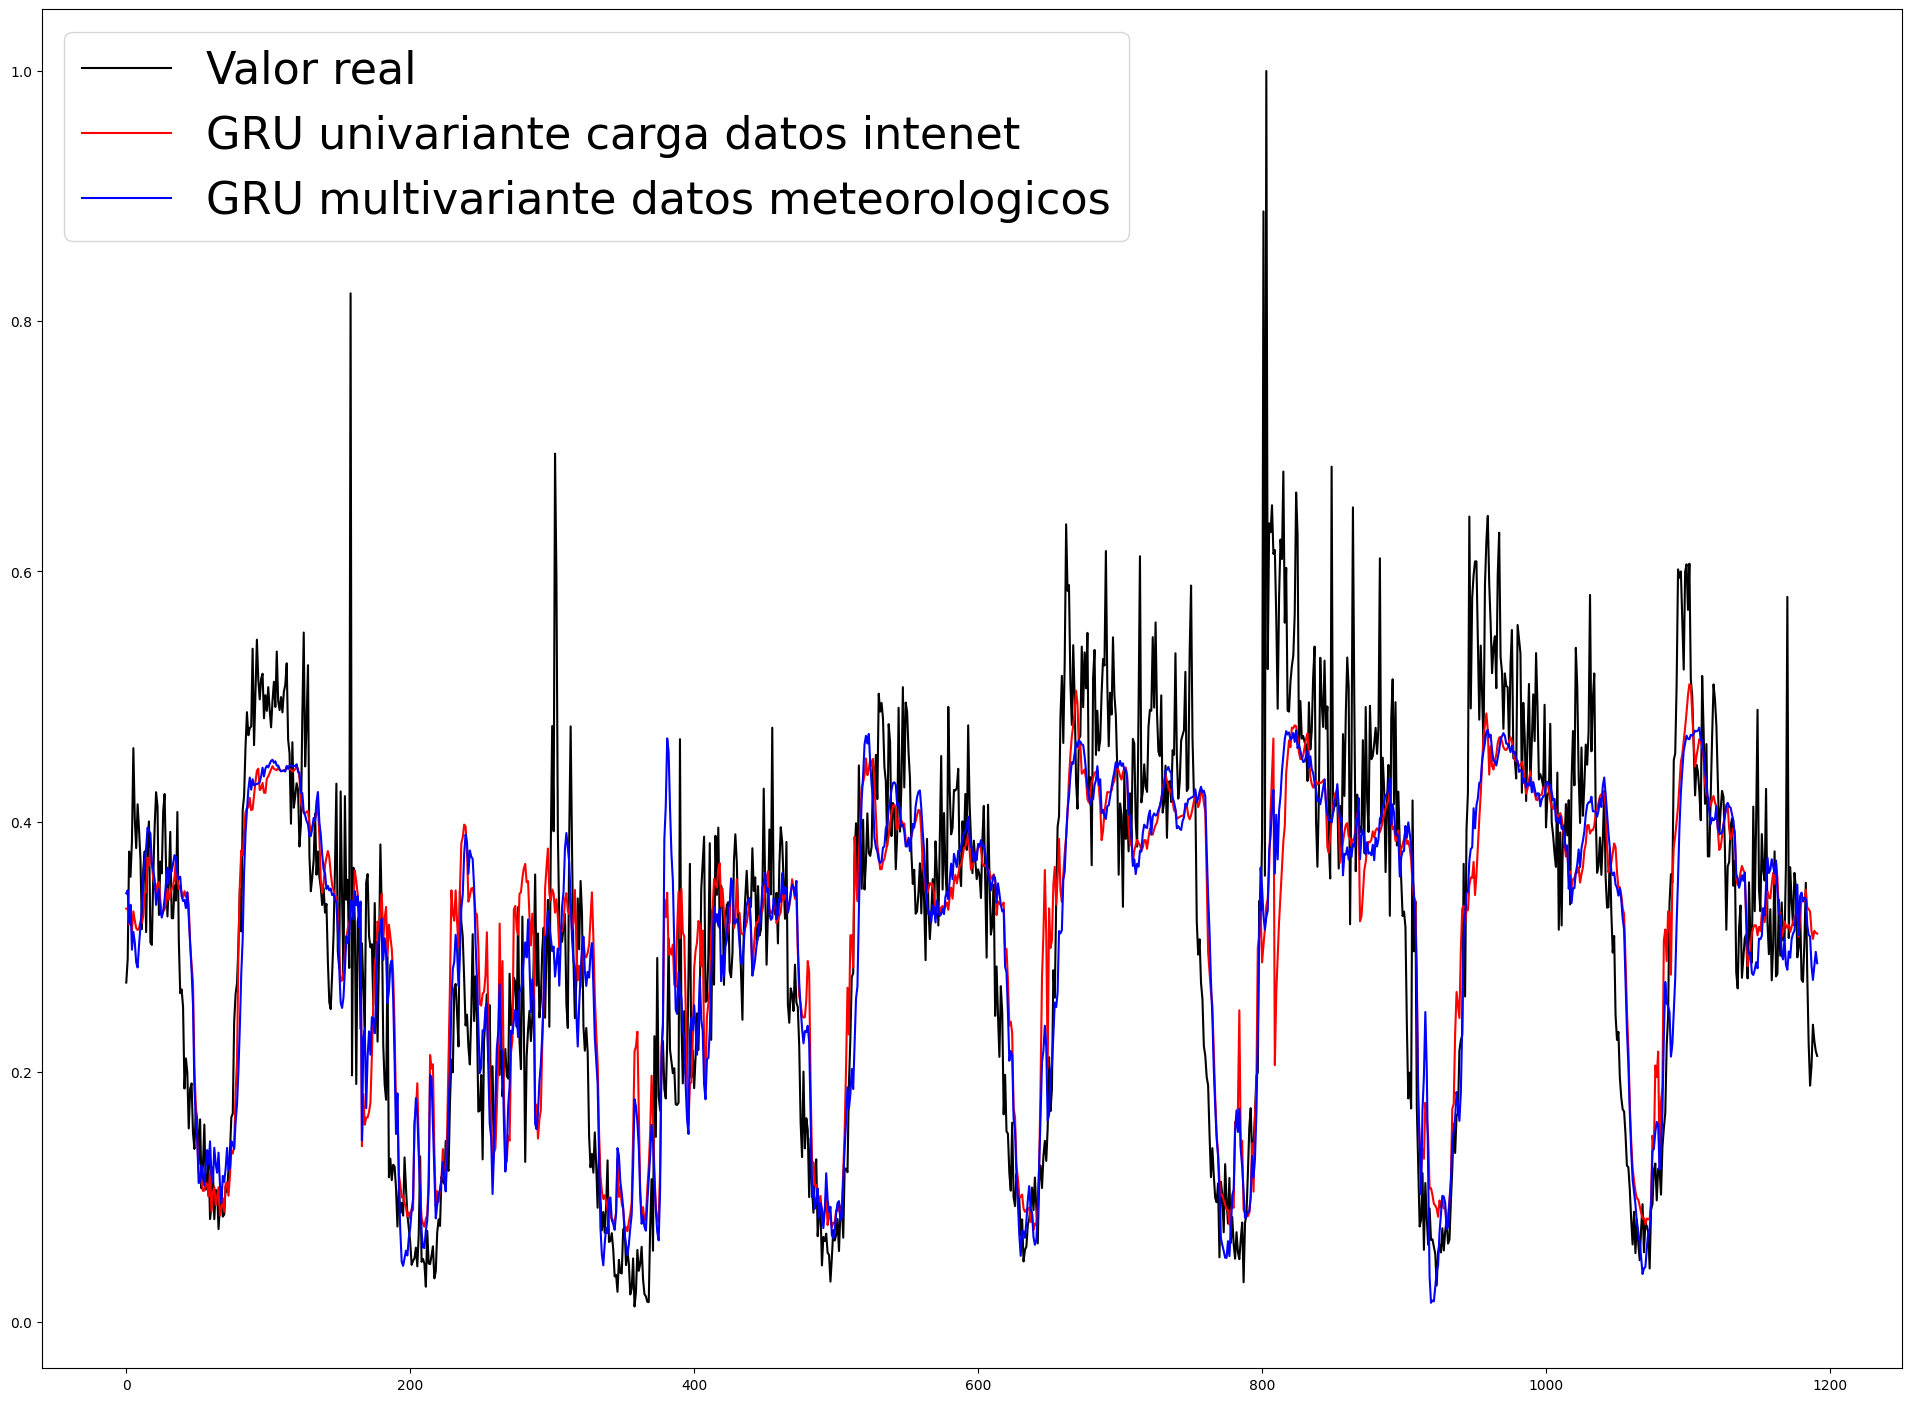 Valor real
GRU univariante carga datos intenet
GRU multivariante datos meteorologicos
1.0
0.8
0.6
0.4
0.2
0.0
0 200 400 600 800 1000 1200